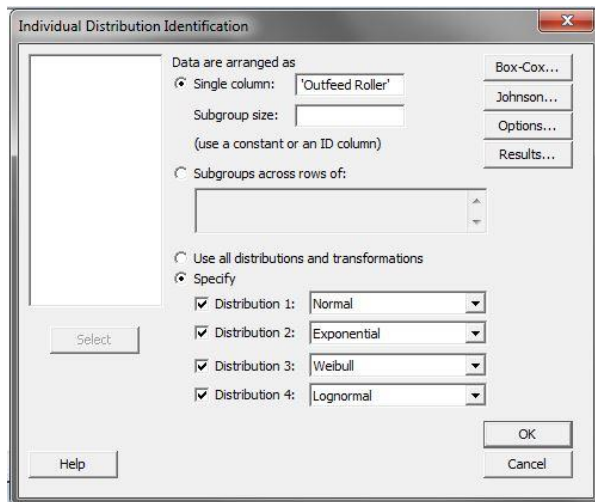 Individual Distribution Identification
Data are arranged as
Single column: 'Outfeed Roller'
Subgroup size:
(use a constant or an ID column)
Subgroups across rows of:
Use all distributions and transformations
Specify
Distribution 1: Normal
Distribution 2: Exponential
Distribution 3: Weibull
Distribution 4: Lognormal
Box-Cox...
Johnson...
Options...
Results...
Select
OK
Help
Cancel